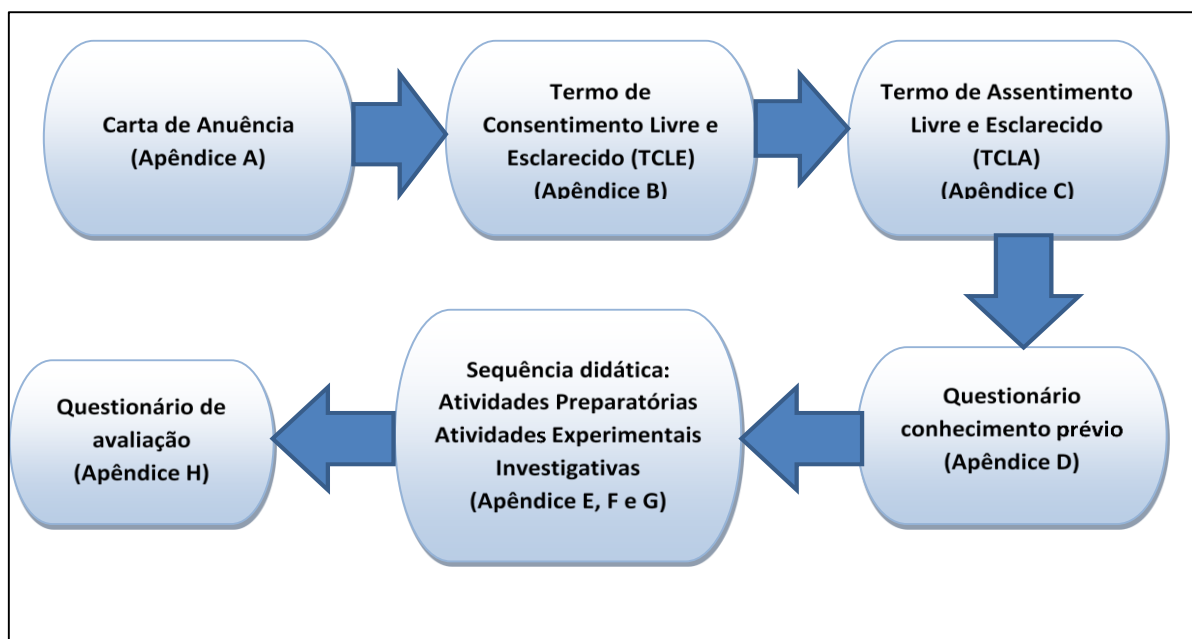 Carta de Anuência
(Apêndice A)
Termo de
Consentimento Livre e
Esclarecido (TCLE)
(Apêndice B)
Termo de Assentimento
Livre e Esclarecido
(TCLA)
(Apêndice C)
Questionário
conhecimento prévio
(Apêndice D)
Sequência didática:
Atividades Preparatórias
Atividades Experimentais
Investigativas
(Apêndice E, F e G)
Questionário de
avaliação
(Apêndice H)